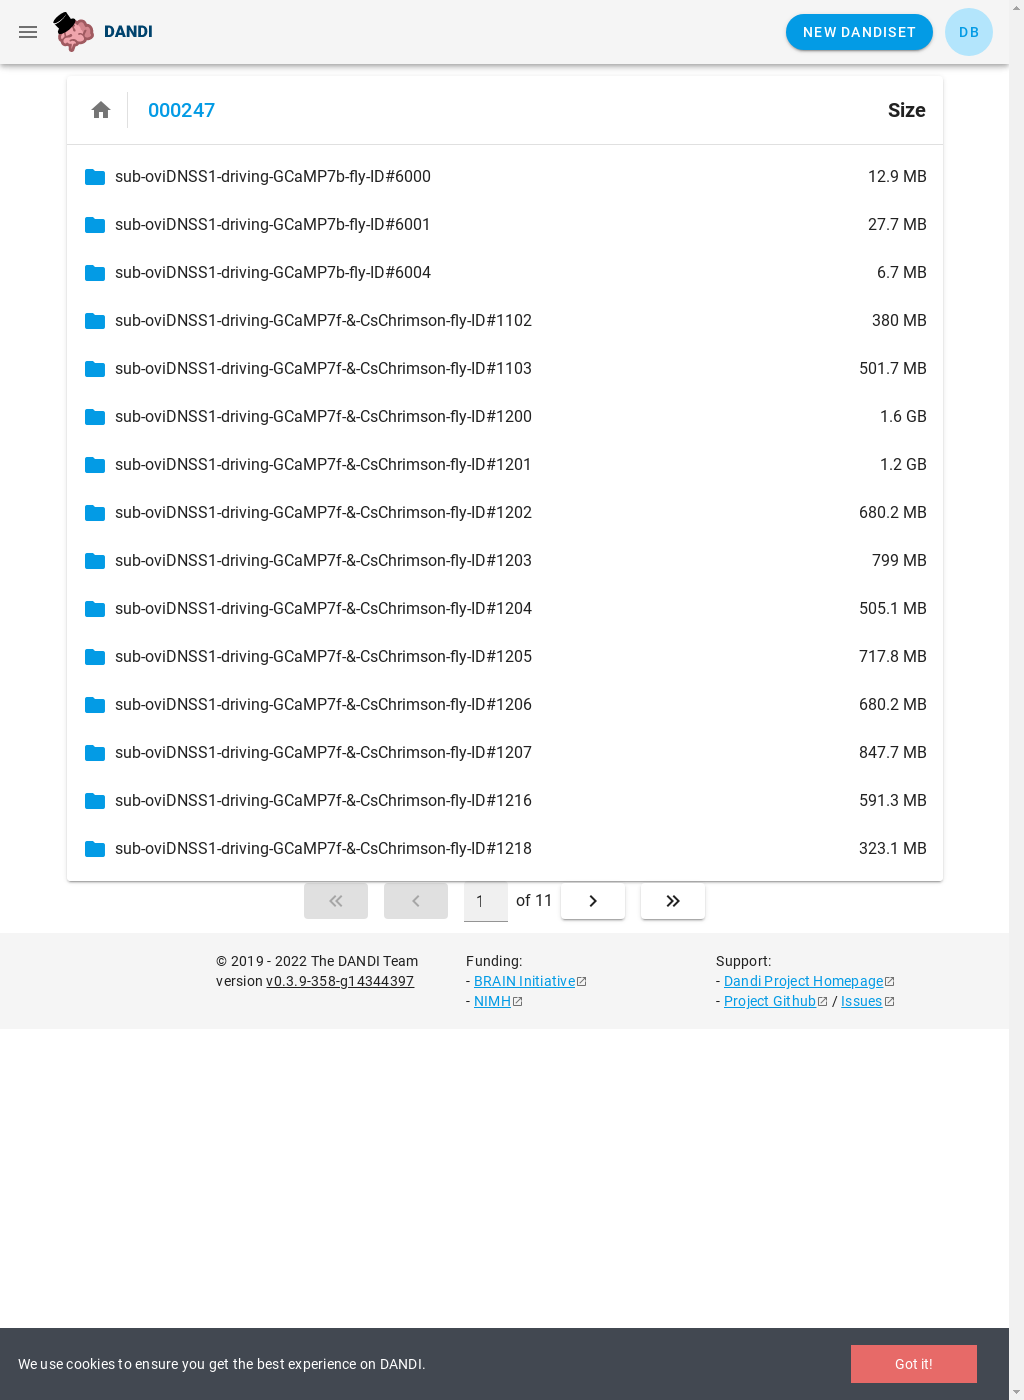 DANDI
NEW DANDISET
DB
000247
Size
sub-oviDNSS1-driving-GCaMP7b-fly-ID#6000 12.9 MB
sub-oviDNSS1-driving-GCaMP7b-fly-ID#6001 27.7 MB
sub-oviDNSS1-driving-GCaMP7b-fly-ID#6004 6.7 MB
sub-oviDNSS1-driving-GCaMP7f-&-CsChrimson-fly-ID#1102 380 MB
sub-oviDNSS1-driving-GCaMP7f-&-CsChrimson-fly-ID#1103 501.7 MB
sub-oviDNSS1-driving-GCaMP7f-&-CsChrimson-fly-ID#1200 1.6 GB
sub-oviDNSS1-driving-GCaMP7f-&-CsChrimson-fly-ID#1201 1.2 GB
sub-oviDNSS1-driving-GCaMP7f-&-CsChrimson-fly-ID#1202 680.2 MB
sub-oviDNSS1-driving-GCaMP7f-&-CsChrimson-fly-ID#1203 799 MB
sub-oviDNSS1-driving-GCaMP7f-&-CsChrimson-fly-ID#1204 505.1 MB
sub-oviDNSS1-driving-GCaMP7f-&-CsChrimson-fly-ID#1205 717.8 MB
sub-oviDNSS1-driving-GCaMP7f-&-CsChrimson-fly-ID#1206 680.2 MB
sub-oviDNSS1-driving-GCaMP7f-&-CsChrimson-fly-ID#1207 847.7 MB
sub-oviDNSS1-driving-GCaMP7f-&-CsChrimson-fly-ID#1216 591.3 MB
sub-oviDNSS1-driving-GCaMP7f-&-CsChrimson-fly-ID#1218 323.1 MB
1 of 11
© 2019 - 2022 The DANDI Team
version v0.3.9-358-g14344397
Funding:
- BRAIN Initiative
- NIMH
Support:
- Dandi Project Homepage
- Project Github / Issues
We use cookies to ensure you get the best experience on DANDI.
Got it!